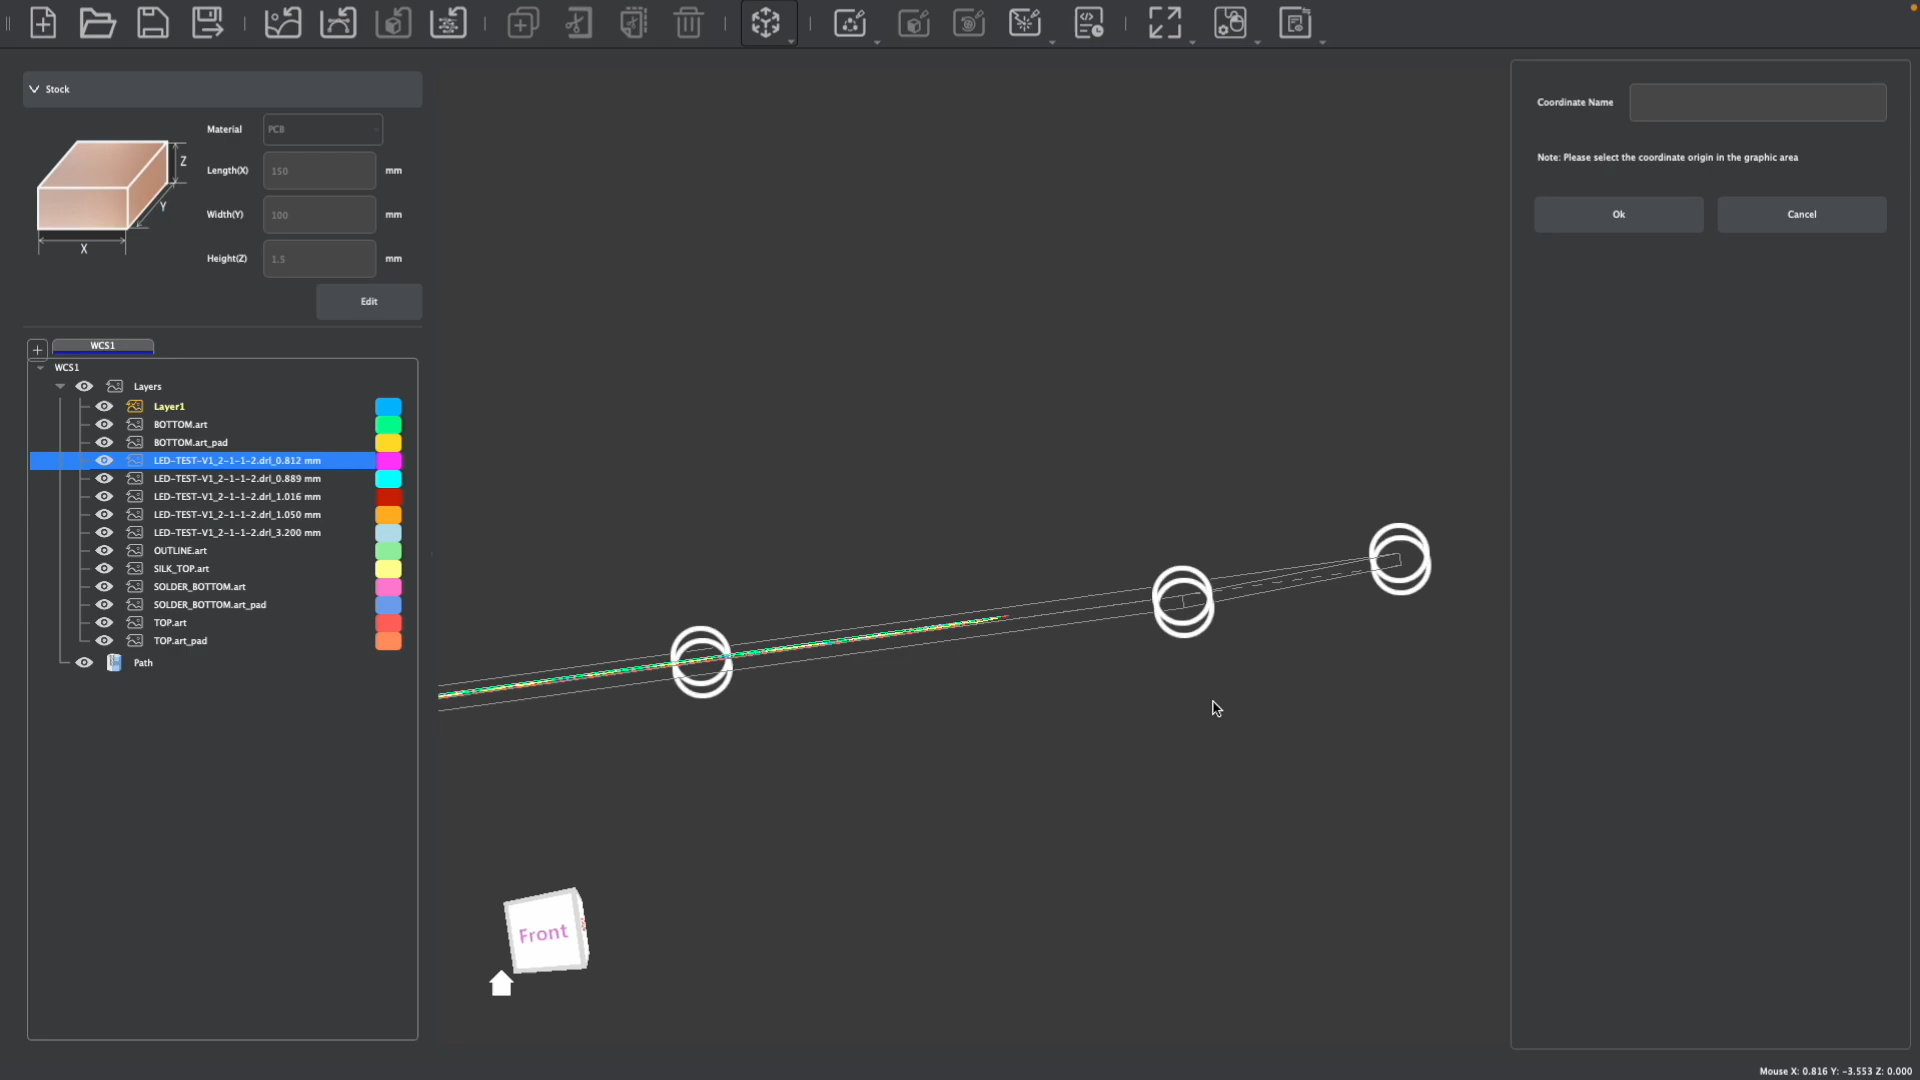 Stock
Material
PCB
Length(X)
150
mm
Width(Y)
100
mm
Height(Z)
1.5
mm
Z
Y
X
Edit
+
WCS1
WCS1
Layers
Layer1
BOTTOM.art
BOTTOM.art_pad
LED-TEST-V1_2-1-1-2.drl_0.812 mm
LED-TEST-V1_2-1-1-2.drl_0.889 mm
LED-TEST-V1_2-1-1-2.drl_1.016 mm
LED-TEST-V1_2-1-1-2.drl_1.050 mm
LED-TEST-V1_2-1-1-2.drl_3.200 mm
OUTLINE.art
SILK_TOP.art
SOLDER_BOTTOM.art
SOLDER_BOTTOM.art_pad
TOP.art
TOP.art_pad
Path
Front
Coordinate Name
Note: Please select the coordinate origin in the graphic area
Ok
Cancel
Mouse X: 0.816 Y: -3.553 Z: 0.000